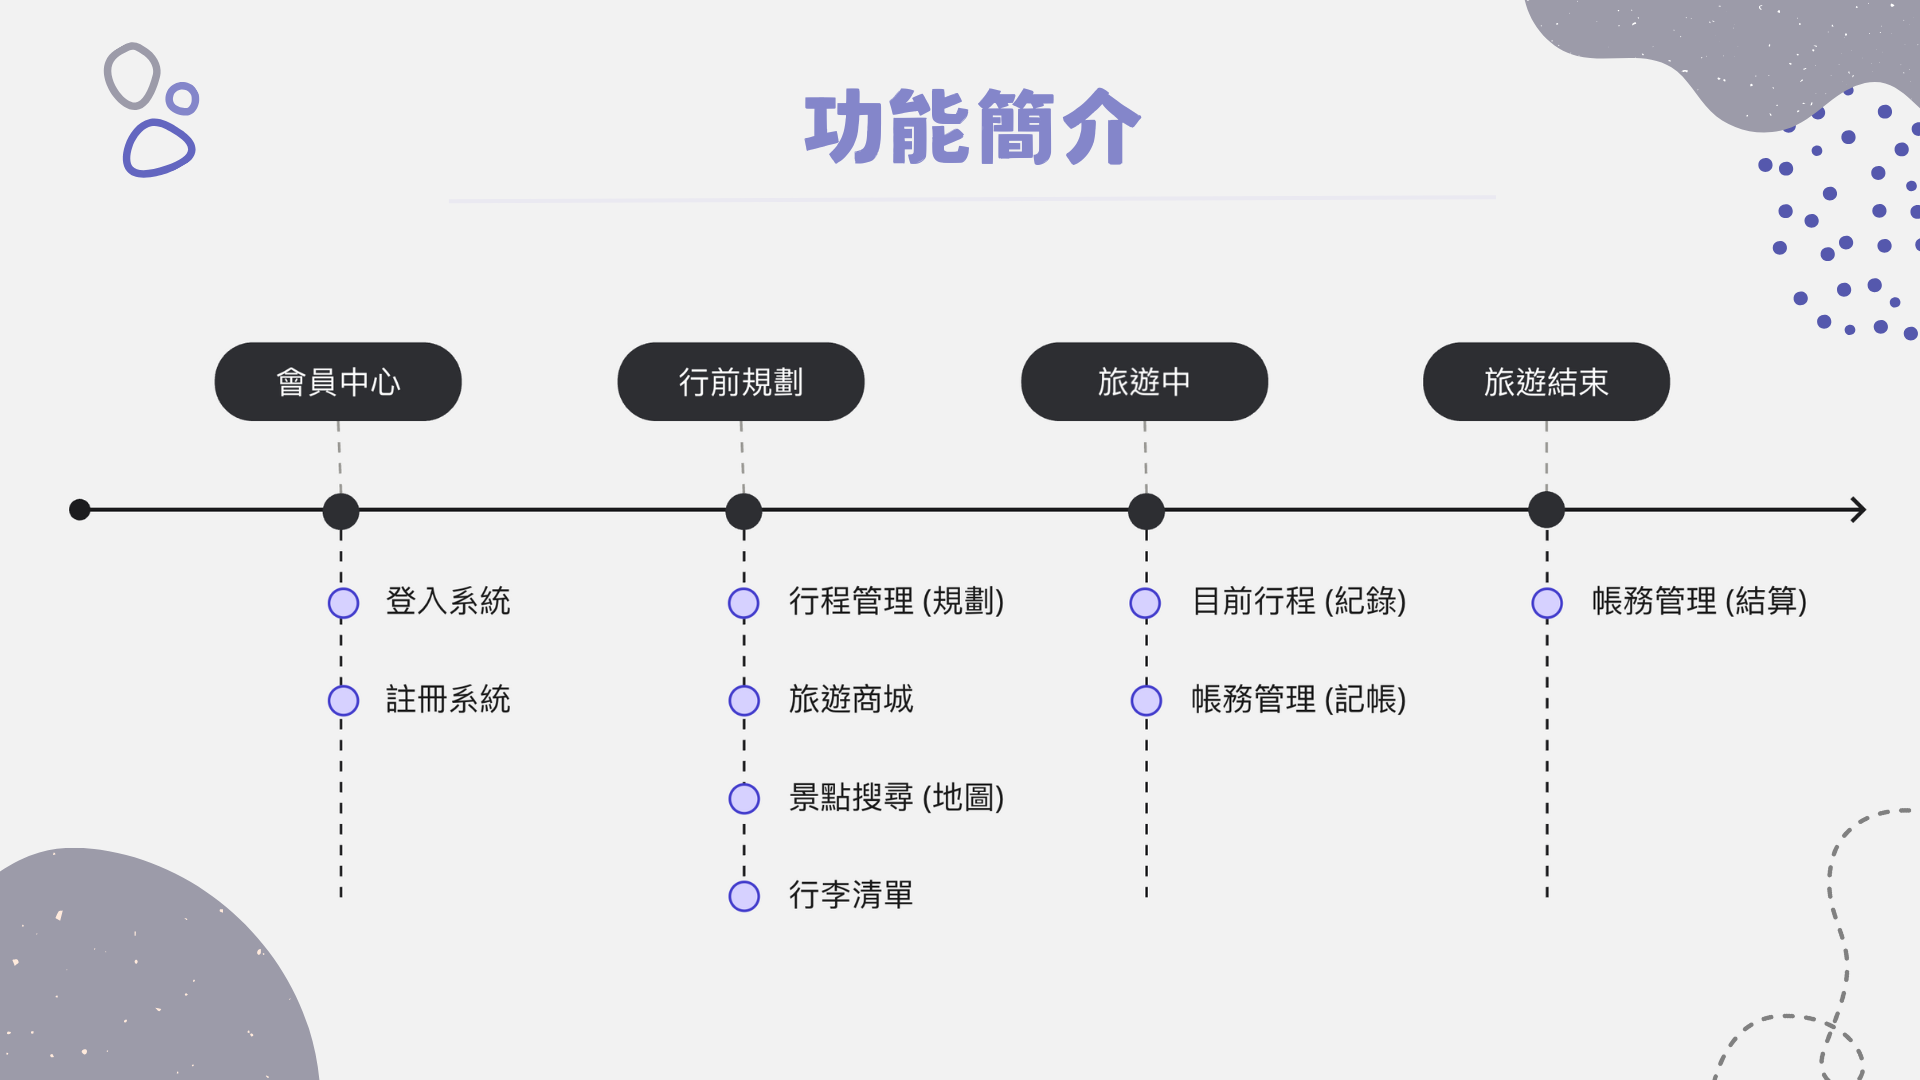 功能簡介
會員中心
行前規劃
旅遊中
旅遊結束
登入系統
註冊系統
行程管理 (規劃)
旅遊商城
景點搜尋 (地圖)
行李清單
目前行程 (紀錄)
帳務管理 (記帳)
帳務管理 (結算)